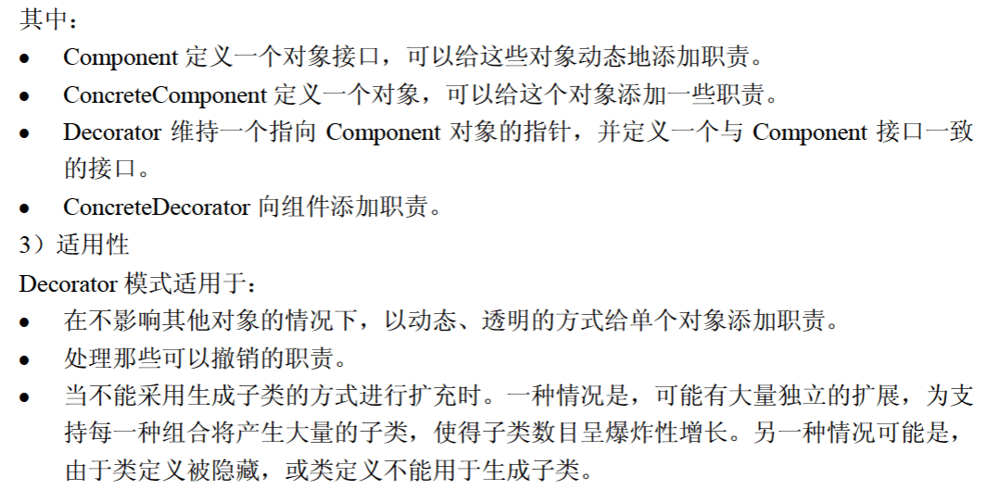 其中：
● Component 定义一个对象接口，可以给这些对象动态地添加职责。
● ConcreteComponent 定义一个对象，可以给这个对象添加一些职责。
● Decorator 维持一个指向 Component 对象的指针，并定义一个与 Component 接口一致
的接口。
● ConcreteDecorator 向组件添加职责。
3）适用性
Decorator 模式适用于：
● 在不影响其他对象的情况下，以动态、透明的方式给单个对象添加职责。
● 处理那些可以撤销的职责。
● 当不能采用生成子类的方式进行扩充时。一种情况是，可能有大量独立的扩展，为支
持每一种组合将产生大量的子类，使得子类数目呈爆炸性增长。另一种情况可能是，
由于类定义被隐藏，或类定义不能用于生成子类。